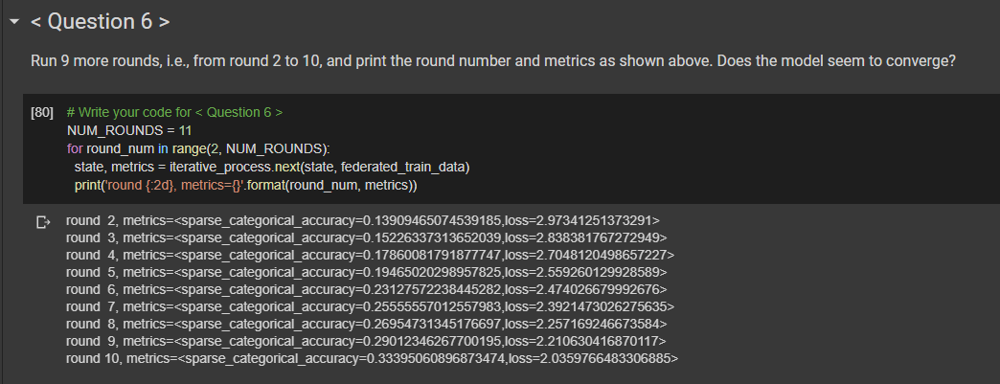 < Question 6 >
Run 9 more rounds, i.e., from round 2 to 10, and print the round number and metrics as shown above. Does the model seem to converge?
[80] # Write your code for < Question 6 >
NUM_ROUNDS = 11
for round_num in range(2, NUM_ROUNDS):
state, metrics = iterative_process.next(state, federated_train_data)
print('round {:2d}, metrics={}'.format(round_num, metrics))
round  2, metrics=<sparse_categorical_accuracy=0.13909465074539185,loss=2.97341251373291>
round  3, metrics=<sparse_categorical_accuracy=0.15226337313652039,loss=2.838381767272949>
round  4, metrics=<sparse_categorical_accuracy=0.17860081791877747,loss=2.7048120498657227>
round  5, metrics=<sparse_categorical_accuracy=0.19465020298957825,loss=2.559260129928589>
round  6, metrics=<sparse_categorical_accuracy=0.23127572238445282,loss=2.474026679992676>
round  7, metrics=<sparse_categorical_accuracy=0.25555557012557983,loss=2.3921473026275635>
round  8, metrics=<sparse_categorical_accuracy=0.26954731345176697,loss=2.257169246673584>
round  9, metrics=<sparse_categorical_accuracy=0.29012346267700195,loss=2.210630416870117>
round 10, metrics=<sparse_categorical_accuracy=0.33395060896873474,loss=2.0359766483306885>